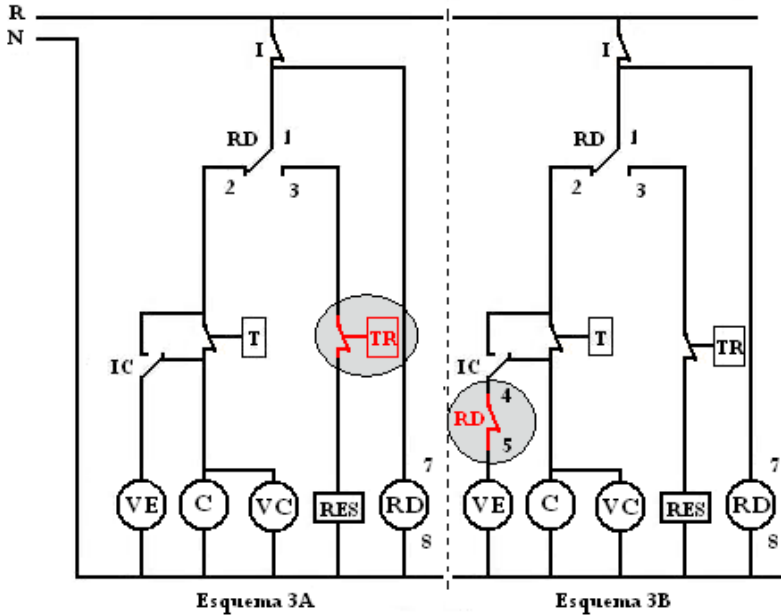 R
N
I
RD 1
2 3
T
TR
IC
7
VE C VC RES RD
8
Esquema 3A
I
RD 1
2 3
T
TR
IC
4
RD
5
7
VE C VC RES RD
8
Esquema 3B